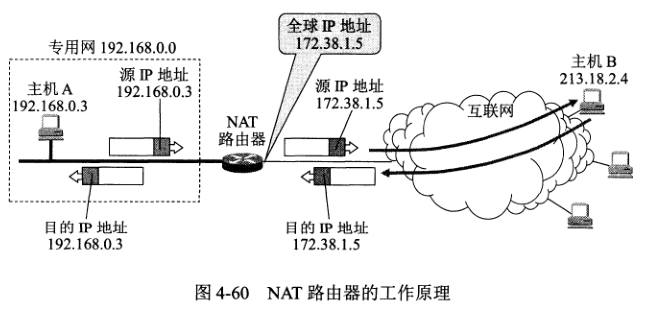 专用网 192.168.0.0
主机 A
192.168.0.3
源 IP 地址
192.168.0.3
NAT
路由器
全球 IP 地址
172.38.1.5
源 IP 地址
172.38.1.5
互联网
主机 B
213.18.2.4
目的 IP 地址
192.168.0.3
目的 IP 地址
172.38.1.5
图 4-60 NAT 路由器的工作原理